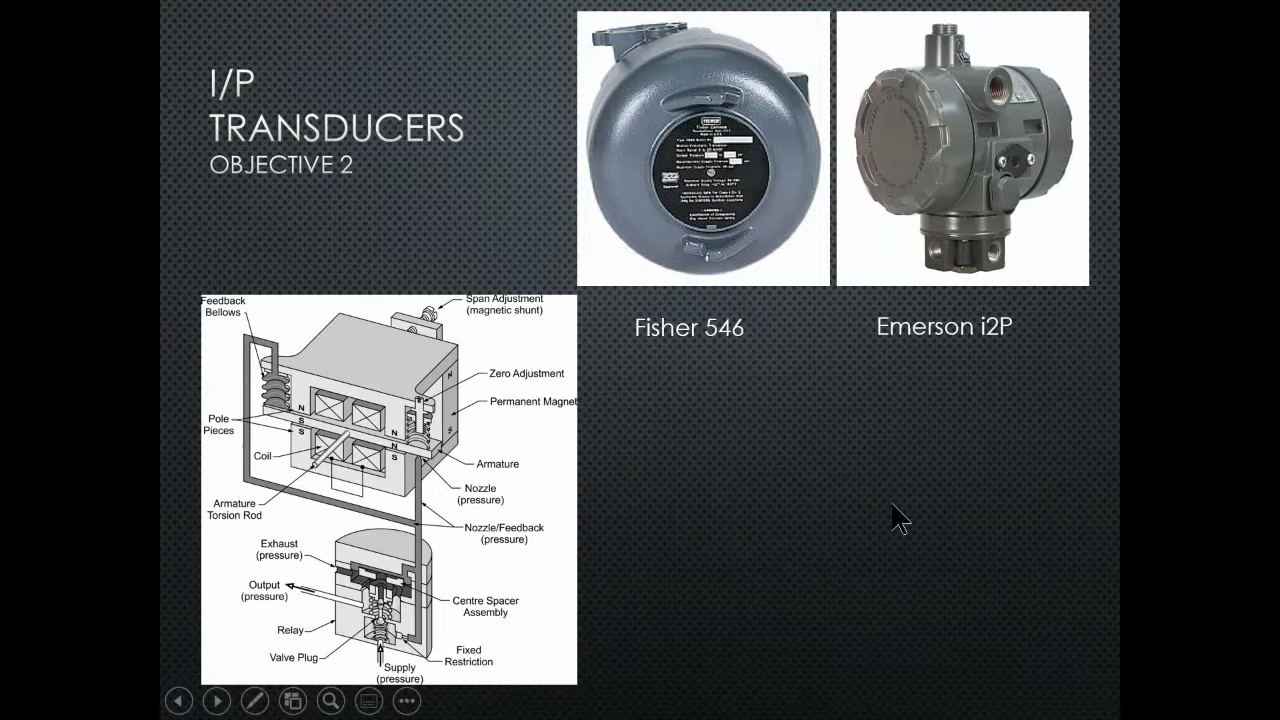 I/P
TRANSDUCERS
OBJECTIVE 2
FISHER
Fisher 546
Emerson i2P
Feedback
Bellows
Span Adjustment
(magnetic shunt)
Zero Adjustment
Permanent Magnet
Pole
Pieces
N
S
S
N
N
S
N
S
Coil
Armature
Nozzle
(pressure)
Armature
Torsion Rod
Nozzle/Feedback
(pressure)
Exhaust
(pressure)
Output
(pressure)
Centre Spacer
Assembly
Relay
Valve Plug
Fixed
Restriction
Supply
(pressure)